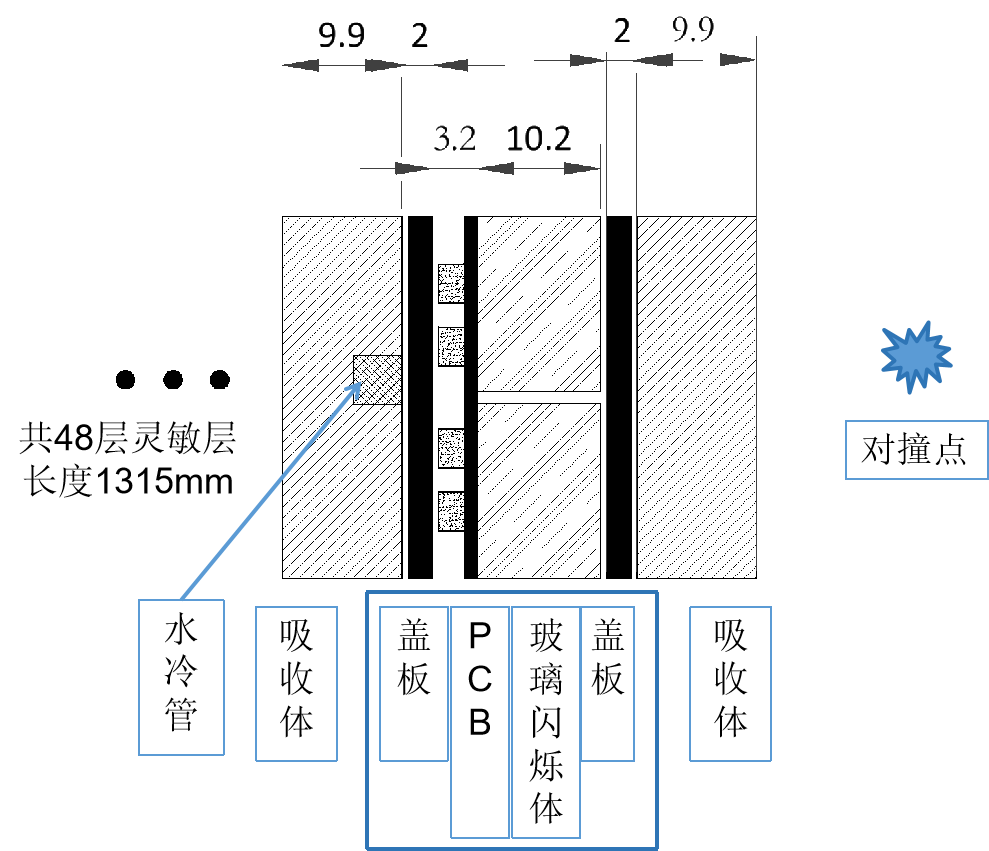 9.9
2
2
9.9
3.2
10.2
共48层灵敏层
长度1315mm
对撞点
水冷管
吸收体
盖板
PCB
玻璃闪烁体
盖板
吸收体